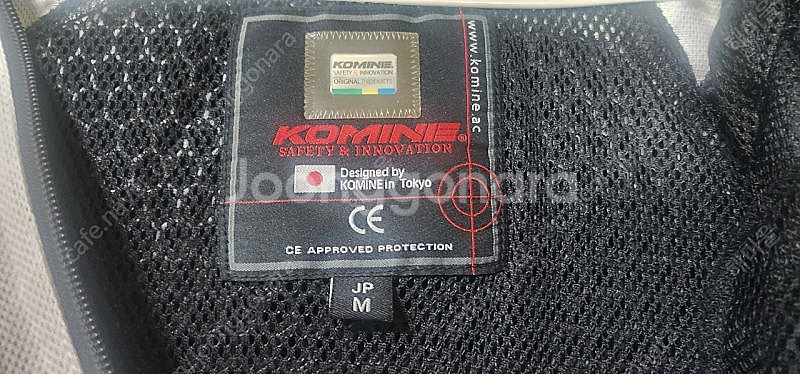 KOMINE
SAFETY & INNOVATION
ORIGINAL PRODUCTS
www.komine.ac
KOMINE®
SAFETY & INNOVATION
Designed by
KOMINE in Tokyo
CE
CE APPROVED PROTECTION
JP
M
Joonggonara